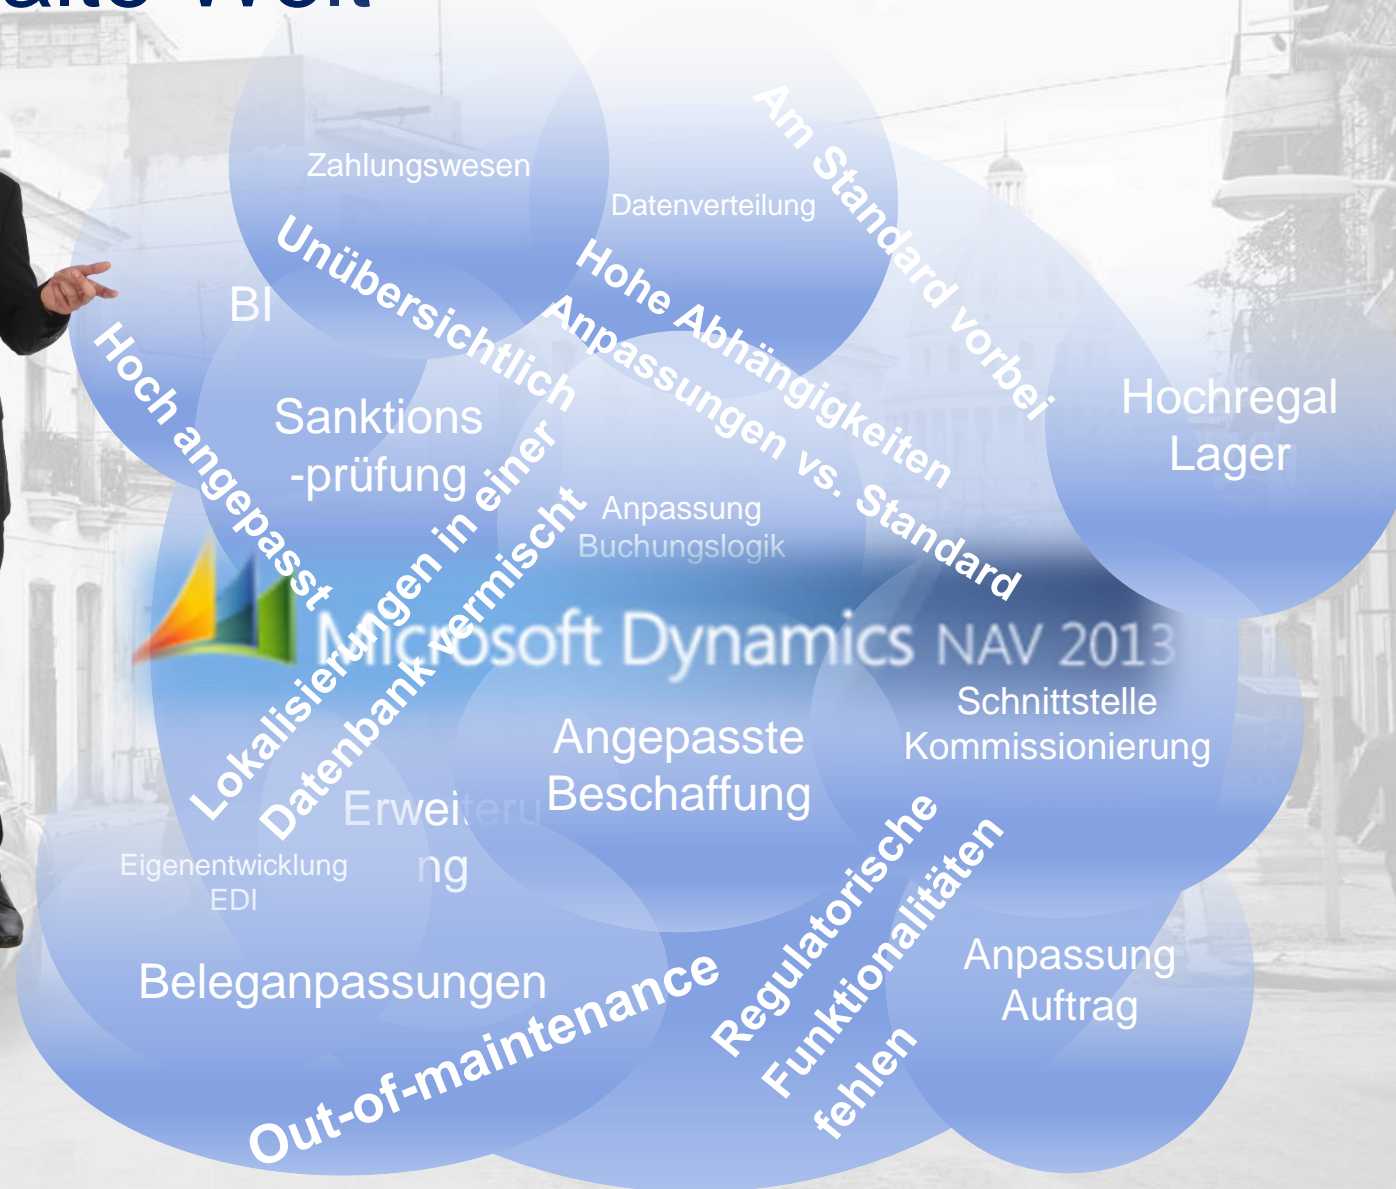 alte Welt
Zahlungswesen
Datenverteilung
Am Standard vorbei
Unübersichtlich
Hohe Abhängigkeiten
Anpassungen vs. Standard
BI
Hoch angepasst
Sanktions
-prüfung
Hochregal
Lager
Anpassung
Buchungslogik
Lokalisierungen in einer
Datenbank vermischt
Microsoft Dynamics NAV 2013
Schnittstelle
Kommissionierung
Angepasste
Beschaffung
Erweiteru
ng
Eigenentwicklung
EDI
Beleganpassungen
Out-of-maintenance
Regulatorische
Funktionalitäten
fehlen
Anpassung
Auftrag